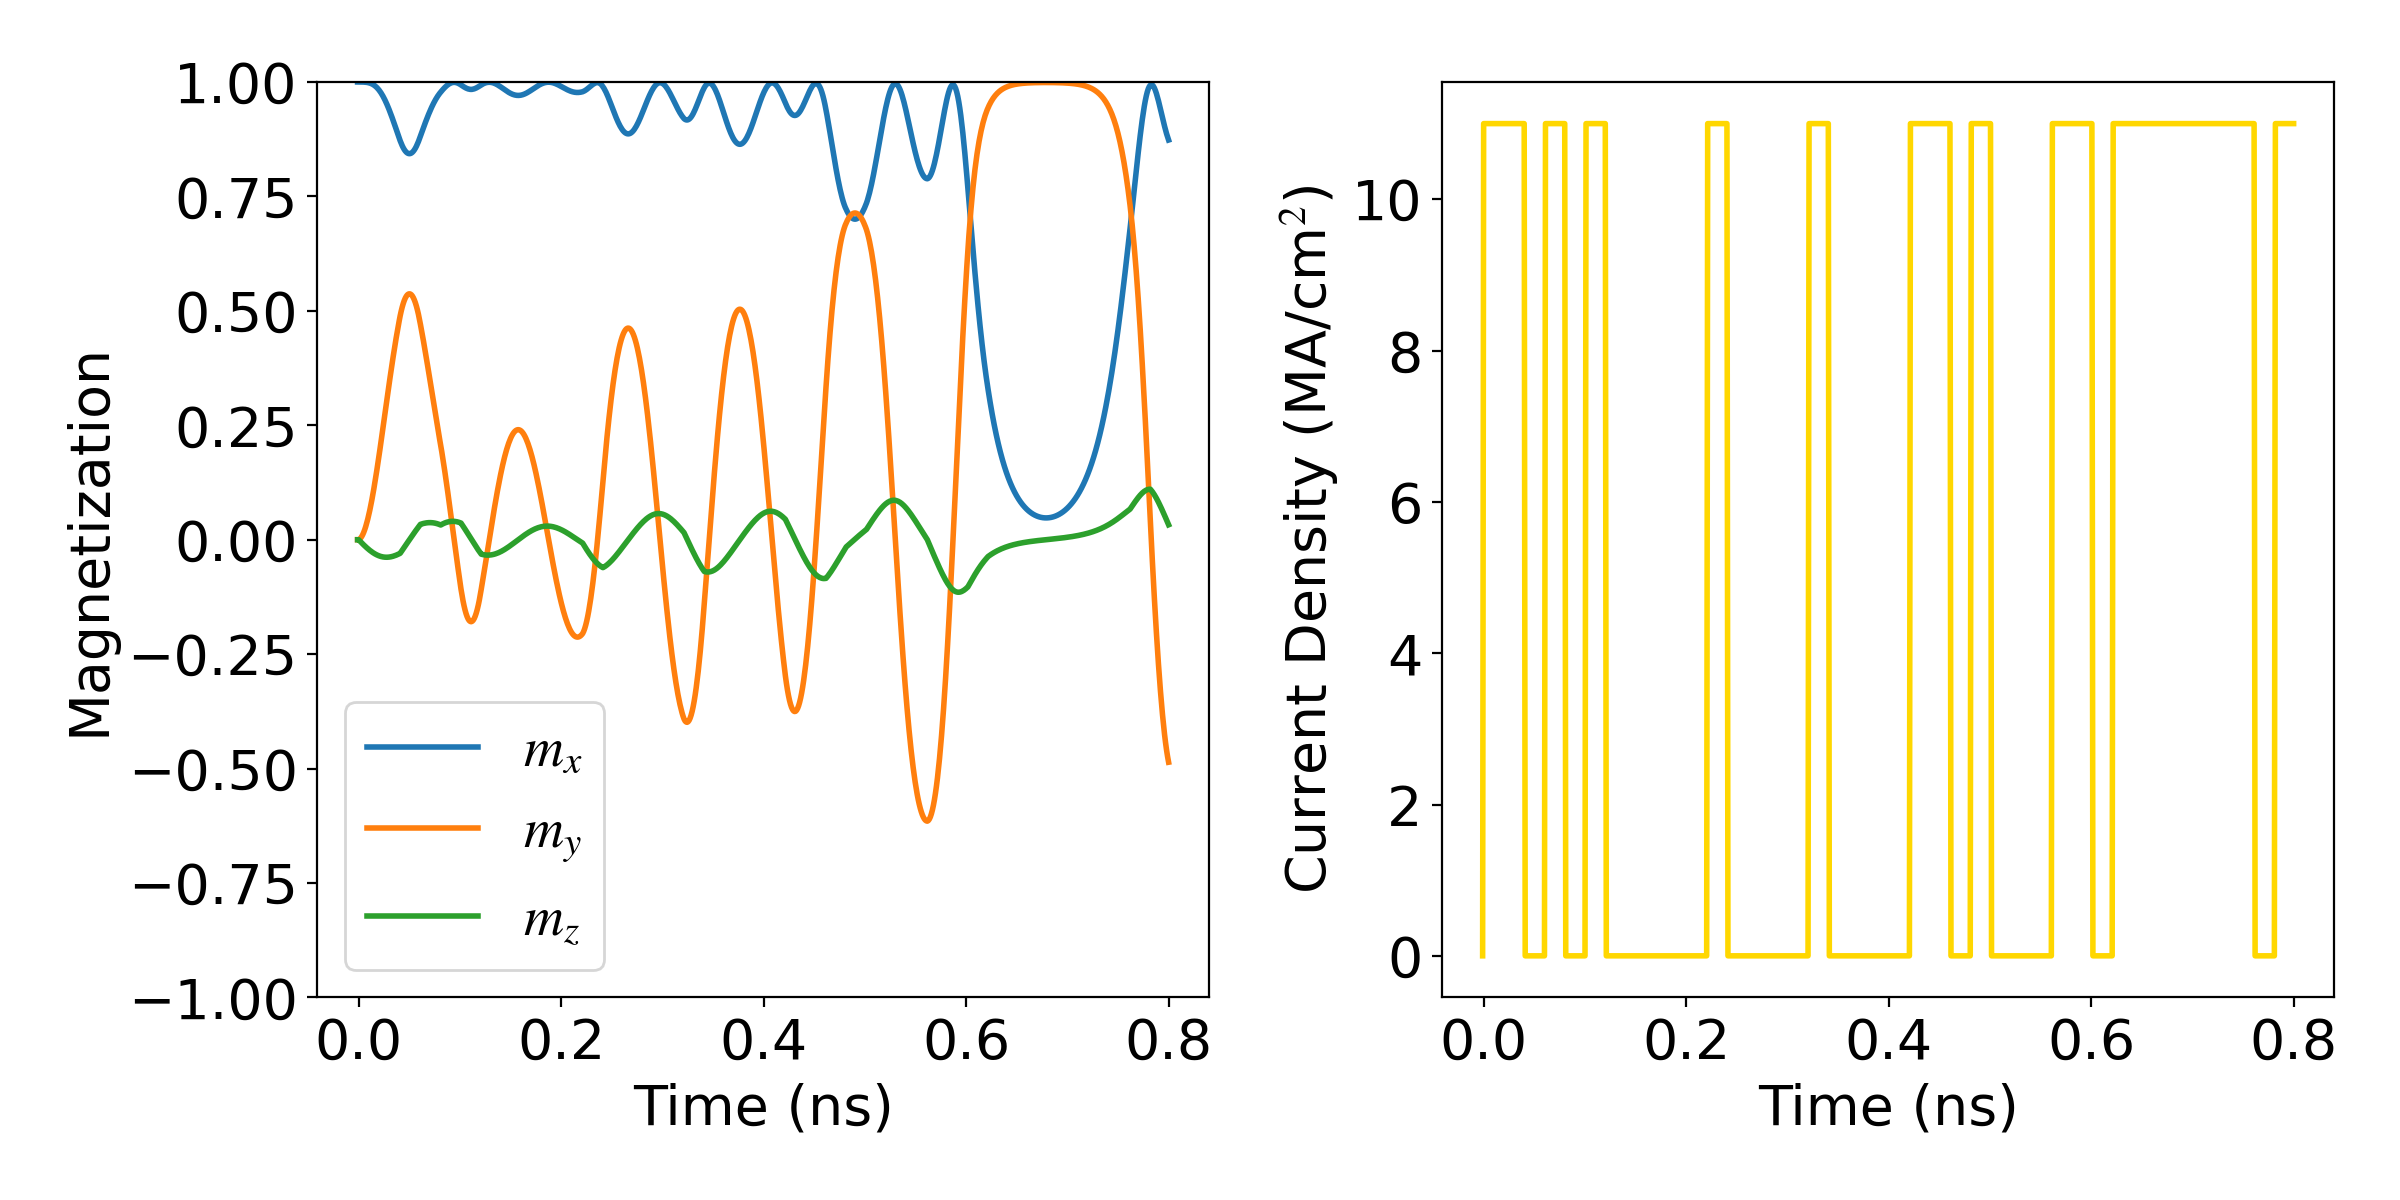 Magnetization
1.00
0.75
0.50
0.25
0.00
−0.25
−0.50
−0.75
−1.00
m_x
m_y
m_z
0.0 0.2 0.4 0.6 0.8
Time (ns)
Current Density (MA/cm²)
10
8
6
4
2
0
0.0 0.2 0.4 0.6 0.8
Time (ns)